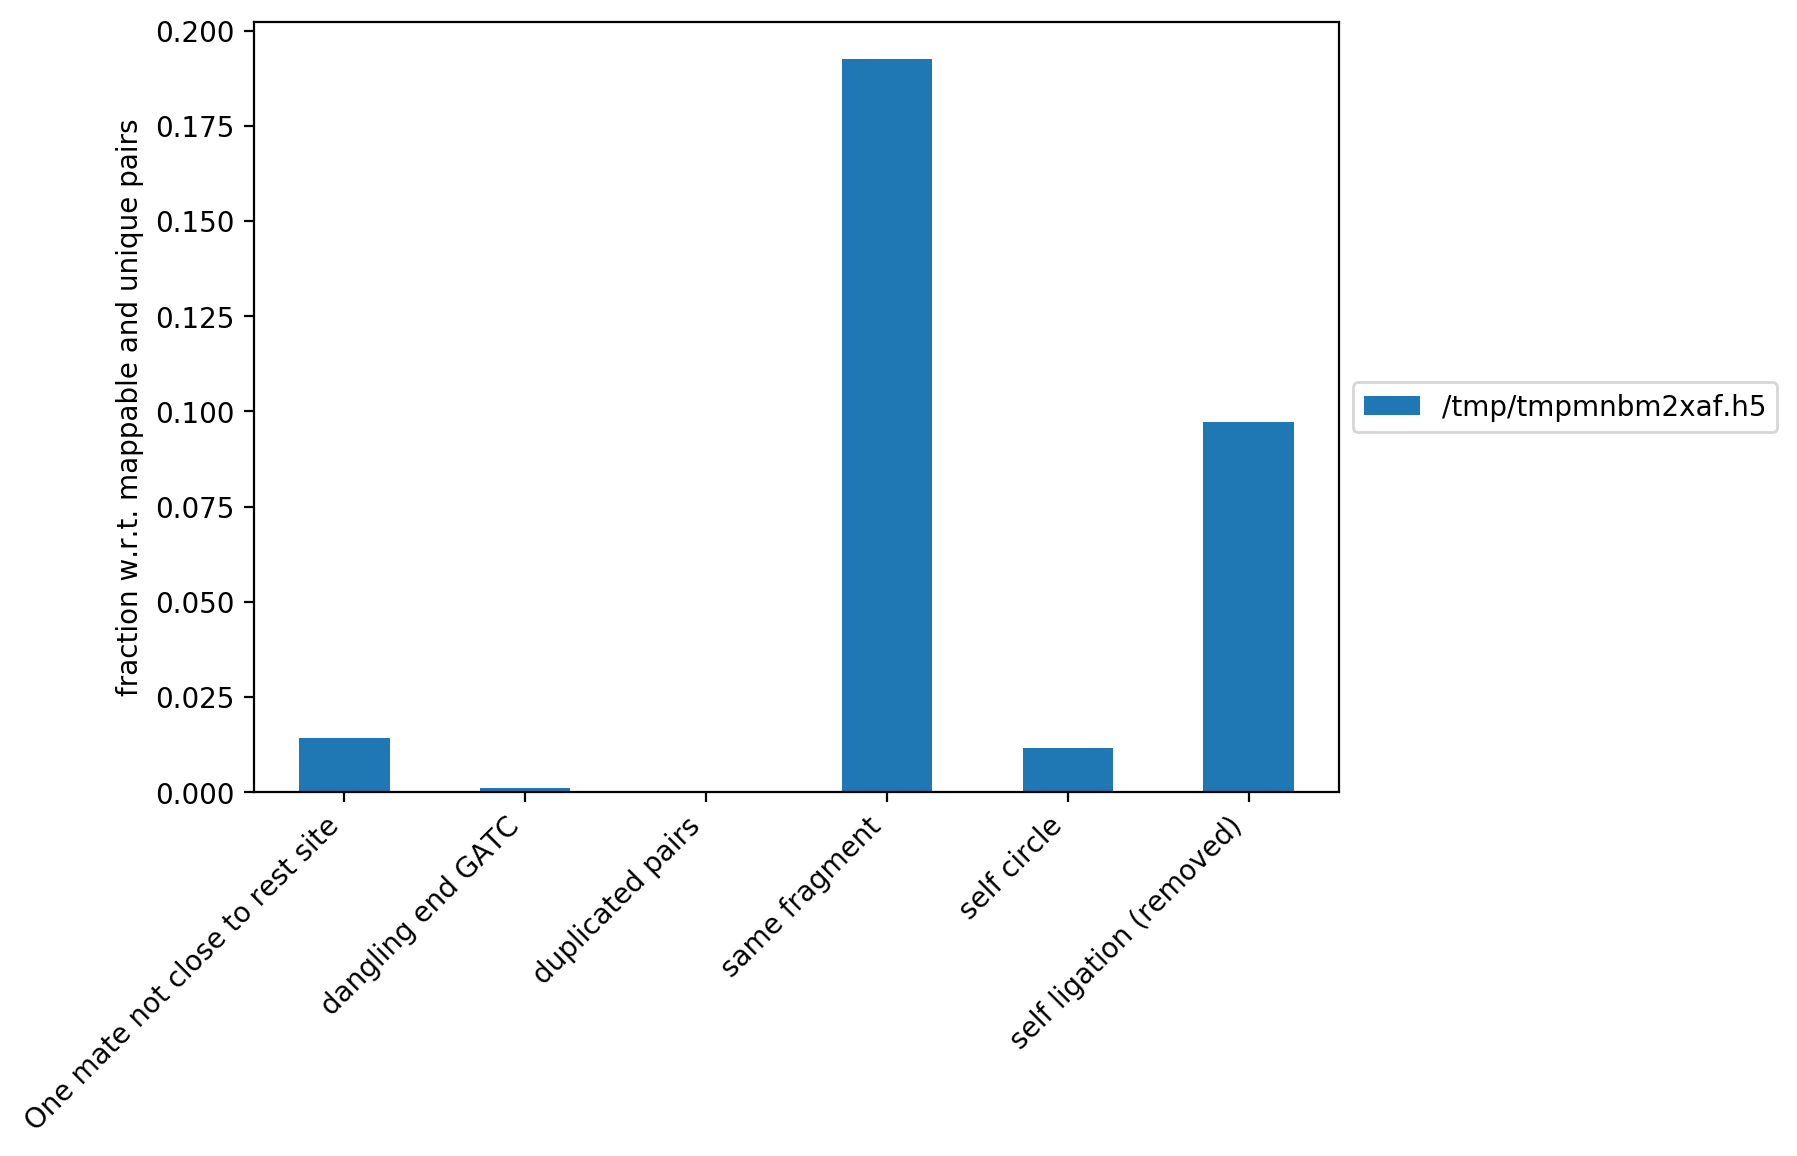 fraction w.r.t. mappable and unique pairs
0.200
0.175
0.150
0.125
0.100
0.075
0.050
0.025
0.000
One mate not close to rest site
dangling end GATC
duplicated pairs
same fragment
self circle
self ligation (removed)
/tmp/tmpmnbm2xaf.h5